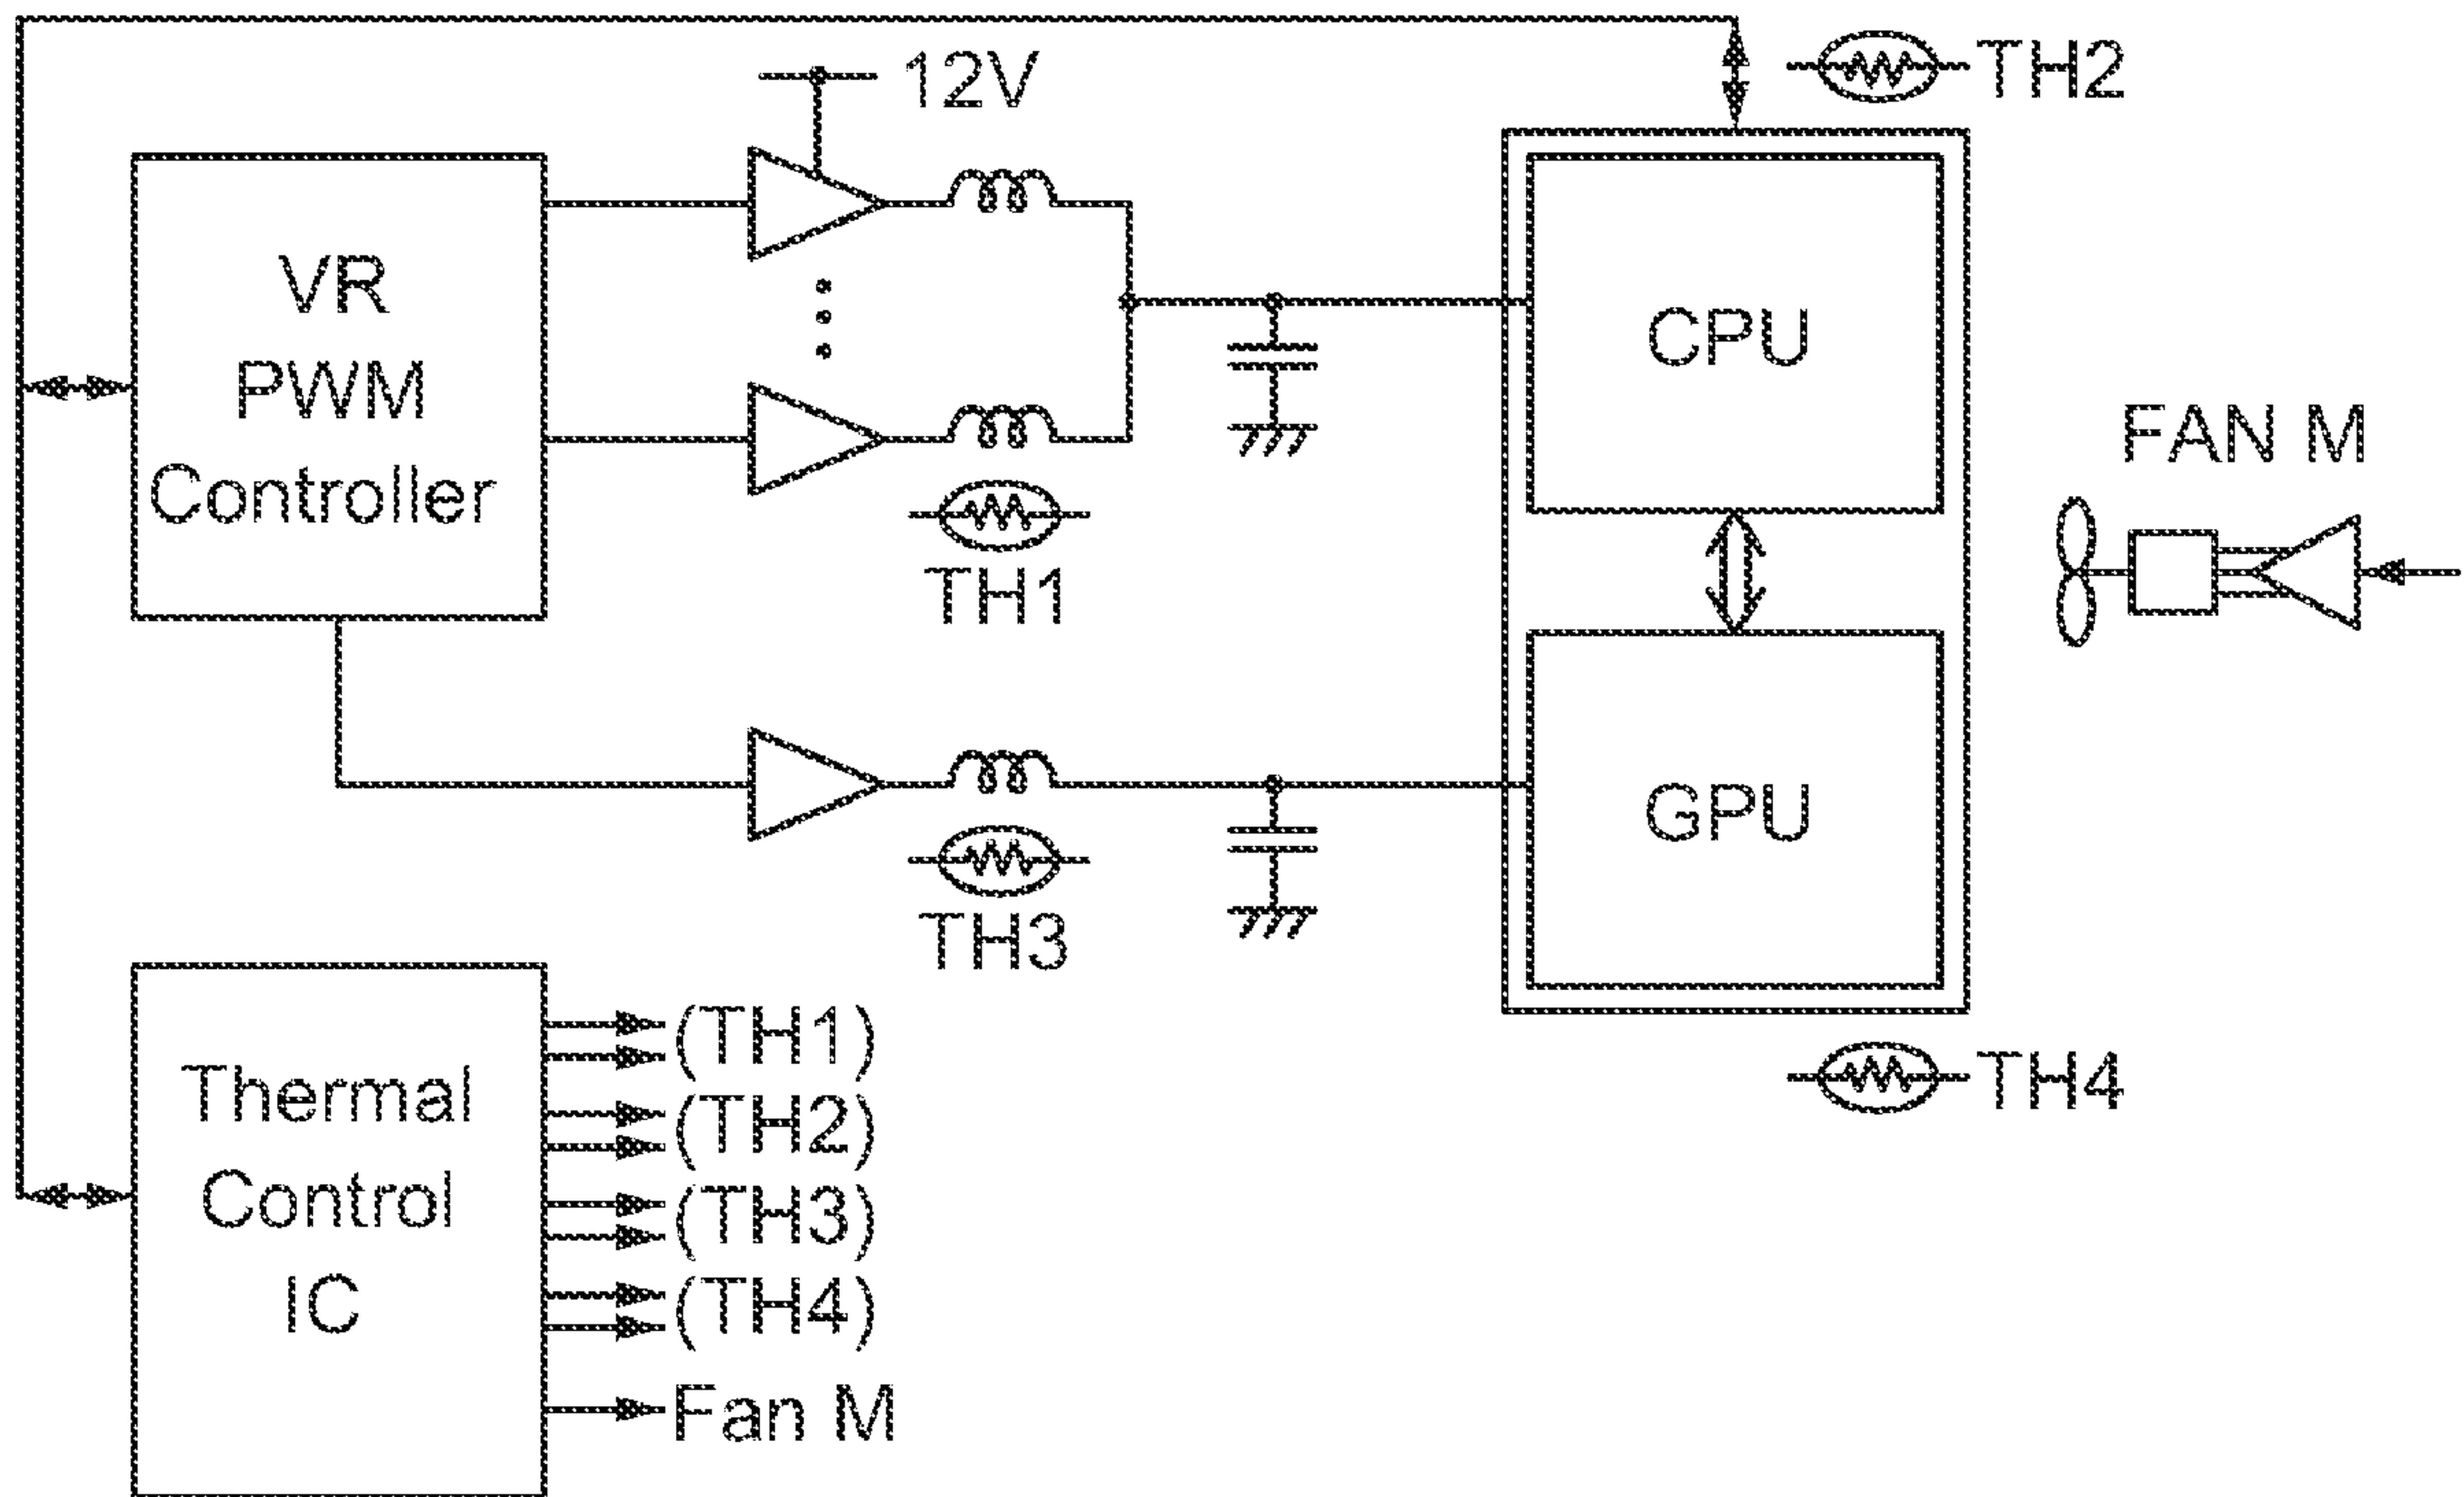 12V
TH2
VR
PWM
Controller
CPU
FAN M
TH1
GPU
TH3
Thermal
Control
IC
(TH1)
(TH2)
(TH3)
(TH4)
Fan M
TH4